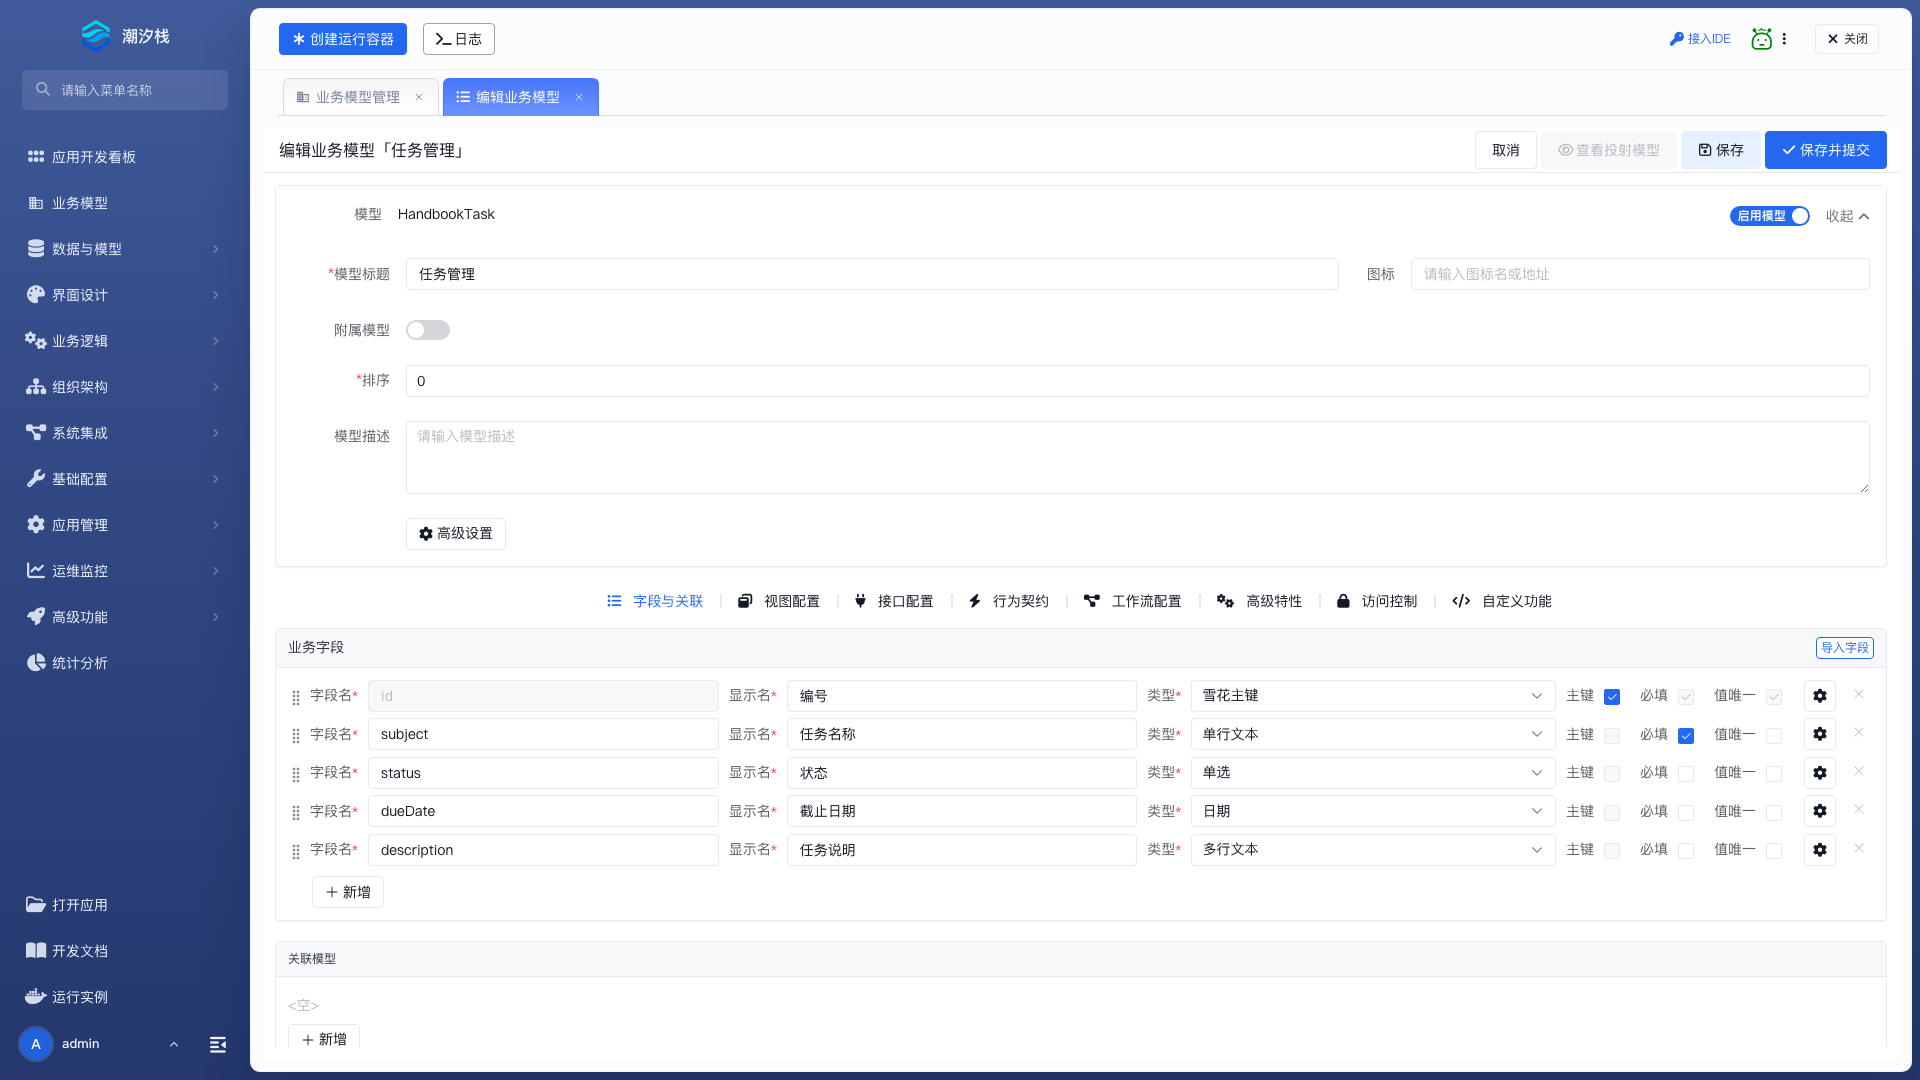 潮汐栈
创建运行容器
日志
接入IDE
关闭
请输入菜单名称
业务模型管理
编辑业务模型
应用开发看板
业务模型
数据与模型
界面设计
业务逻辑
组织架构
系统集成
基础配置
应用管理
运维监控
高级功能
统计分析
打开应用
开发文档
运行实例
A admin
编辑业务模型「任务管理」
取消
查看投射模型
保存
保存并提交
模型 HandbookTask
启用模型
收起
*模型标题 任务管理
图标 请输入图标名或地址
附属模型
*排序 0
模型描述 请输入模型描述
高级设置
字段与关联 视图配置 接口配置 行为契约 工作流配置 高级特性 访问控制 自定义功能
业务字段 导入字段
字段名* id 显示名* 编号 类型* 雪花主键 主键 必填 值唯一
字段名* subject 显示名* 任务名称 类型* 单行文本 主键 必填 值唯一
字段名* status 显示名* 状态 类型* 单选 主键 必填 值唯一
字段名* dueDate 显示名* 截止日期 类型* 日期 主键 必填 值唯一
字段名* description 显示名* 任务说明 类型* 多行文本 主键 必填 值唯一
新增
关联模型
<空>
新增